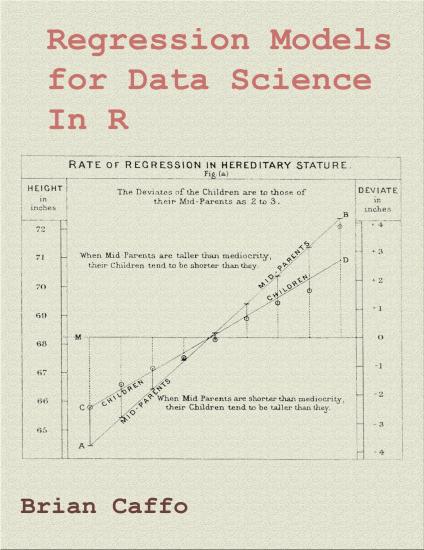 Regression Models
for Data Science
In R
RATE OF REGRESSION IN HEREDITARY STATURE.
Fig. (a)
HEIGHT
in
inches
The Deviates of the Children are to those of
their Mid-Parents as 2 to 3.
DEVIATE
in
inches
72
71
70
69
68
67
66
65
When Mid Parents are taller than mediocrity,
their Children tend to be shorter than they.
MID-PARENTS
CHILDREN
B
D
M
CHILDREN
MID-PARENTS
C
A
When Mid Parents are shorter than mediocrity,
their Children tend to be taller than they.
+4
+3
+2
+1
0
-1
-2
-3
-4
Brian Caffo